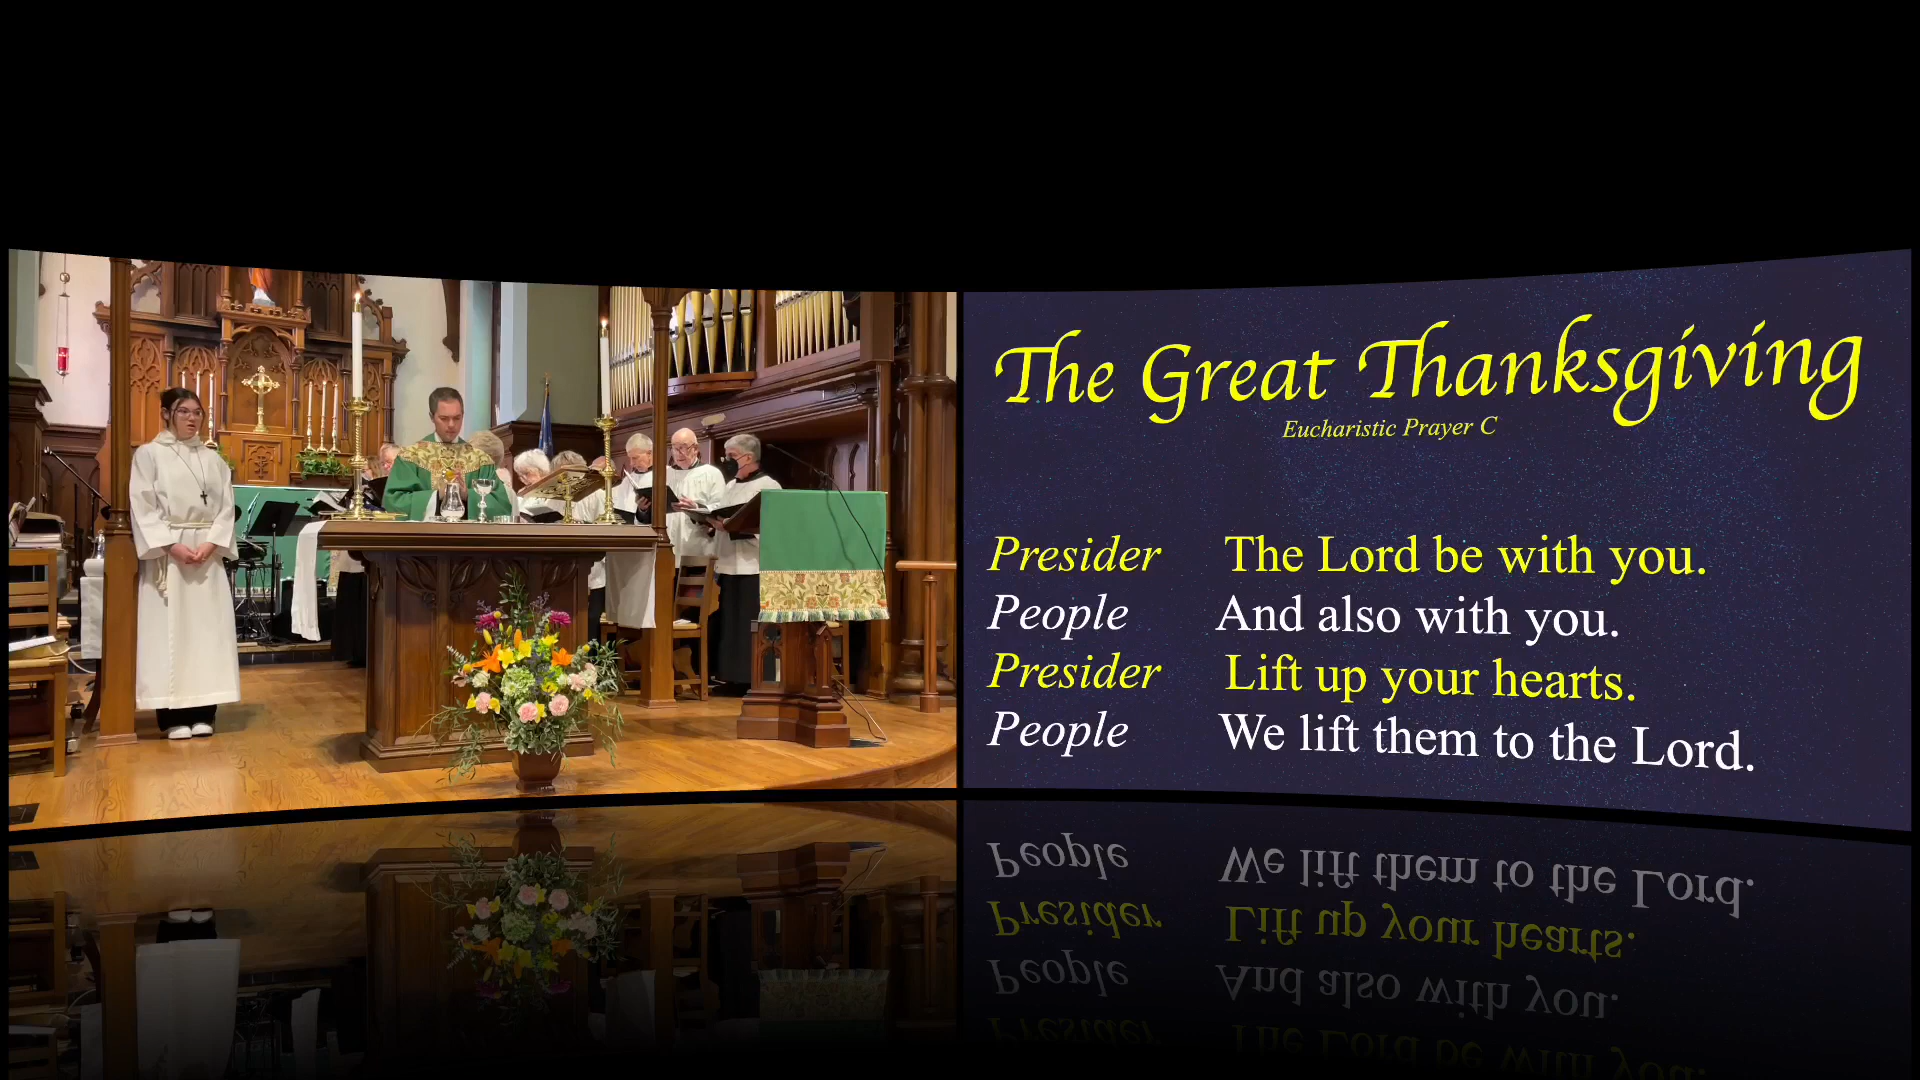 The Great Thanksgiving
Eucharistic Prayer C
Presider The Lord be with you.
People And also with you.
Presider Lift up your hearts.
People We lift them to the Lord.